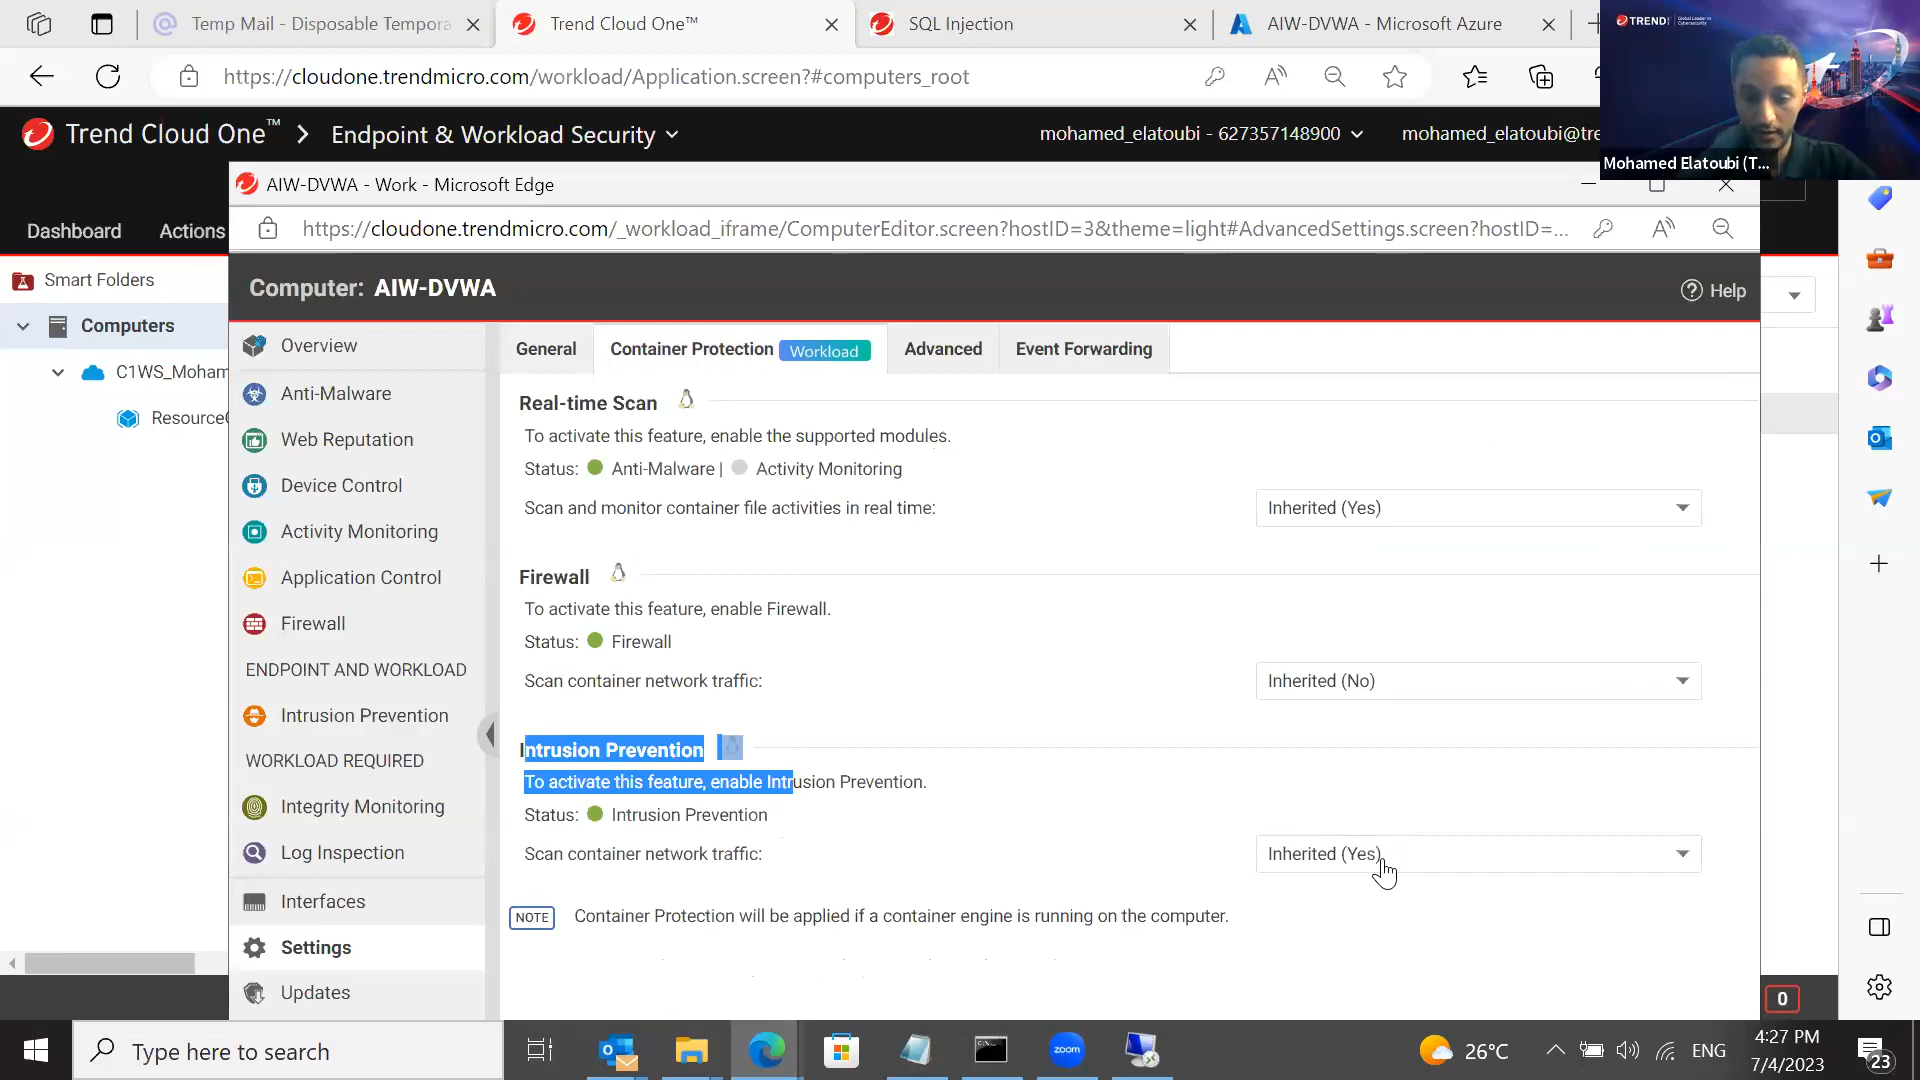 Temp Mail - Disposable Tempora
Trend Cloud One™
SQL Injection
AIW-DVWA - Microsoft Azure
https://cloudone.trendmicro.com/workload/Application.screen?#computers_root
TREND
Mohamed Elatoubi (T...
Trend Cloud One™
Endpoint & Workload Security
mohamed_elatoubi - 627357148900
mohamed_elatoubi@tre
AIW-DVWA - Work - Microsoft Edge
https://cloudone.trendmicro.com/_workload_iframe/ComputerEditor.screen?hostID=3&theme=light#AdvancedSettings.screen?hostID=...
Dashboard
Actions
Smart Folders
Computers
C1WS_Moham
Resource
Computer: AIW-DVWA
Help
Overview
Anti-Malware
Web Reputation
Device Control
Activity Monitoring
Application Control
Firewall
ENDPOINT AND WORKLOAD
Intrusion Prevention
WORKLOAD REQUIRED
Integrity Monitoring
Log Inspection
Interfaces
Settings
Updates
General
Container Protection Workload
Advanced
Event Forwarding
Real-time Scan
To activate this feature, enable the supported modules.
Status: Anti-Malware | Activity Monitoring
Scan and monitor container file activities in real time:
Inherited (Yes)
Firewall
To activate this feature, enable Firewall.
Status: Firewall
Scan container network traffic:
Inherited (No)
Intrusion Prevention
To activate this feature, enable Intrusion Prevention.
Status: Intrusion Prevention
Scan container network traffic:
Inherited (Yes)
NOTE Container Protection will be applied if a container engine is running on the computer.
0
Type here to search
zoom
26°C
ENG
4:27 PM
7/4/2023
23